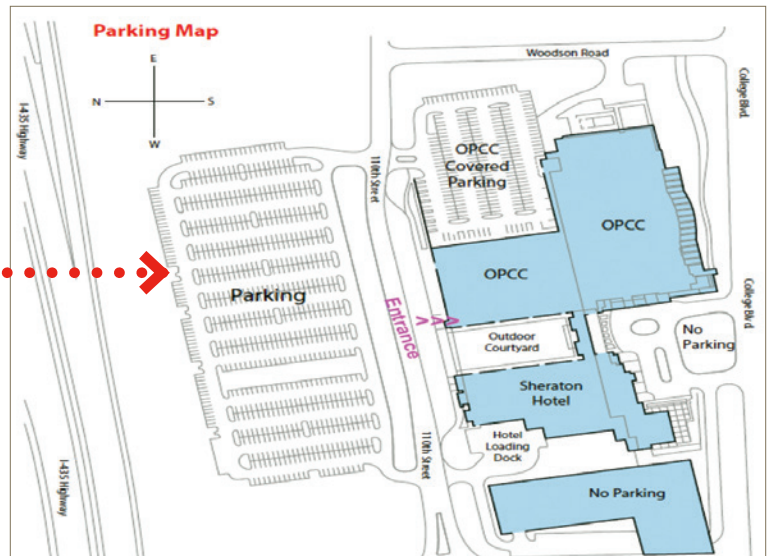 Parking Map
E
N
S
W
Woodson Road
College Blvd.
I-435 Highway
110th Street
OPCC
Covered
Parking
OPCC
OPCC
Parking
Entrance
>>>
Outdoor
Courtyard
College Blvd
No
Parking
Sheraton
Hotel
Hotel
Loading
Dock
110th Street
I-435 Highway
No Parking